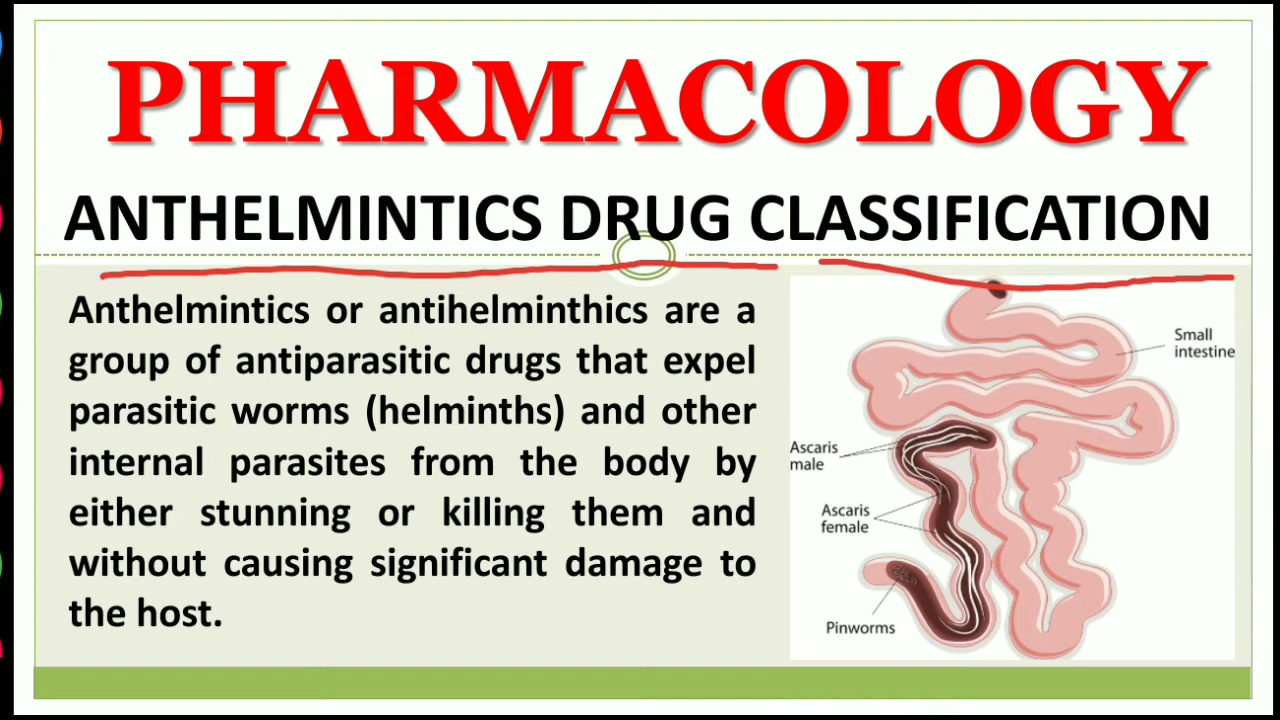 PHARMACOLOGY
ANTHELMINTICS DRUG CLASSIFICATION
Anthelmintics or antihelminthics are a
group of antiparasitic drugs that expel
parasitic worms (helminths) and other
internal parasites from the body by
either stunning or killing them and
without causing significant damage to
the host.
Small
intestine
Ascaris
male
Ascaris
female
Pinworms